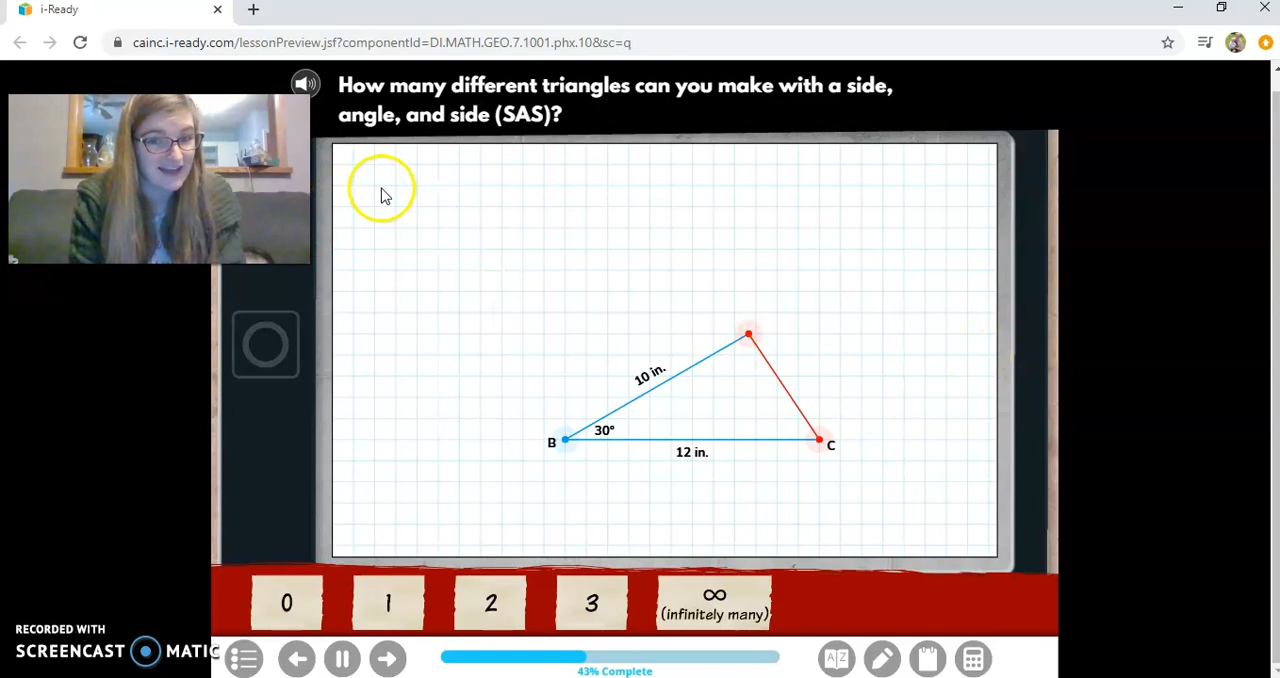 i-Ready
cainc.i-ready.com/lessonPreview.jsf?componentId=DI.MATH.GEO.7.1001.phx.10&sc=q
How many different triangles can you make with a side,
angle, and side (SAS)?
10 in.
30°
B
C
12 in.
0
1
2
3
∞
(infinitely many)
RECORDED WITH
SCREENCAST MATIC
43% Complete
A Z